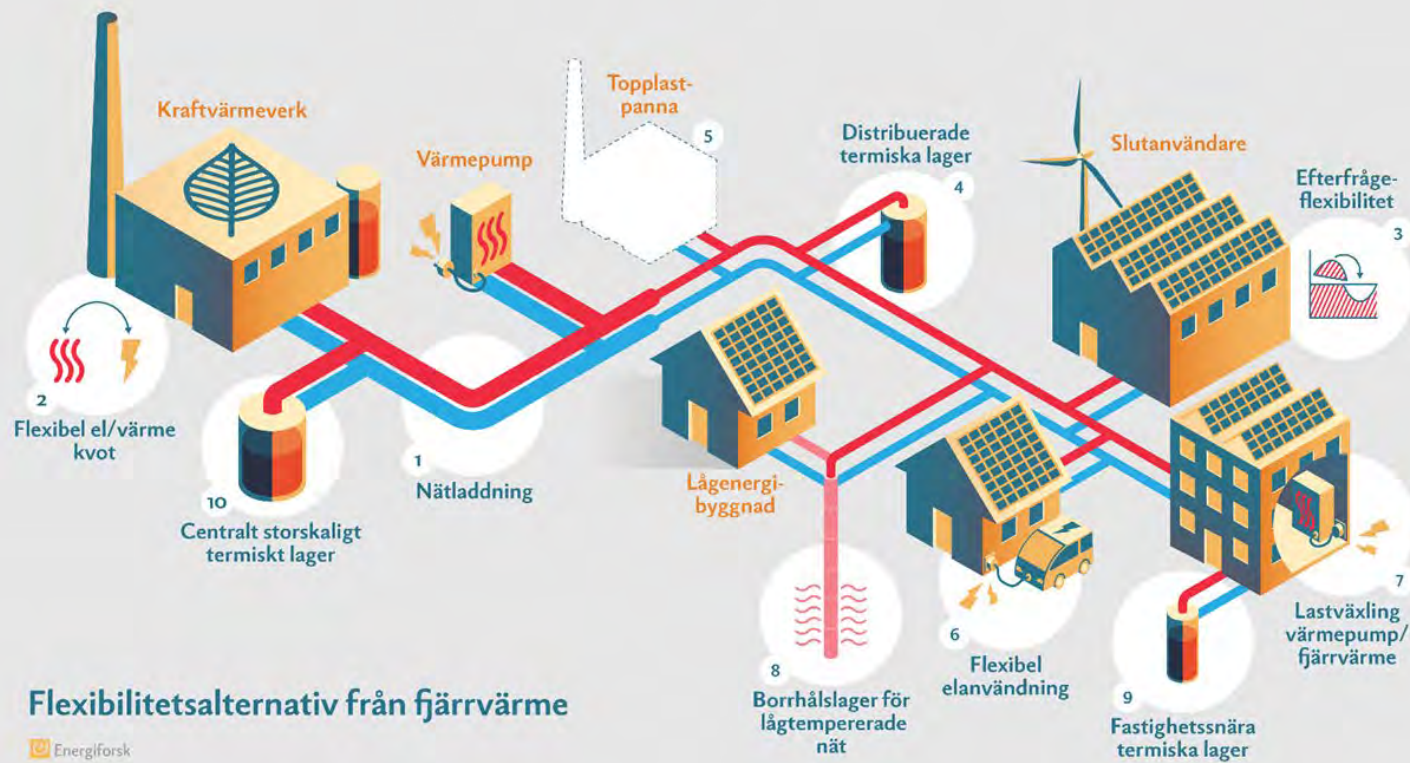 Kraftvärmeverk
Värmepump
Topplast-
panna
5
Distribuerade
termiska lager
4
Slutanvändare
Efterfråge-
flexibilitet
3
2
Flexibel el/värme
kvot
10
Centralt storskaligt
termiskt lager
1
Nätladdning
Lågenergi-
byggnad
8
Borrhålslager för
lågtempererade
nät
6
Flexibel
elanvändning
7
Lastväxling
värmepump/
fjärrvärme
9
Fastighetssnära
termiska lager
Flexibilitetsalternativ från fjärrvärme
Energiforsk